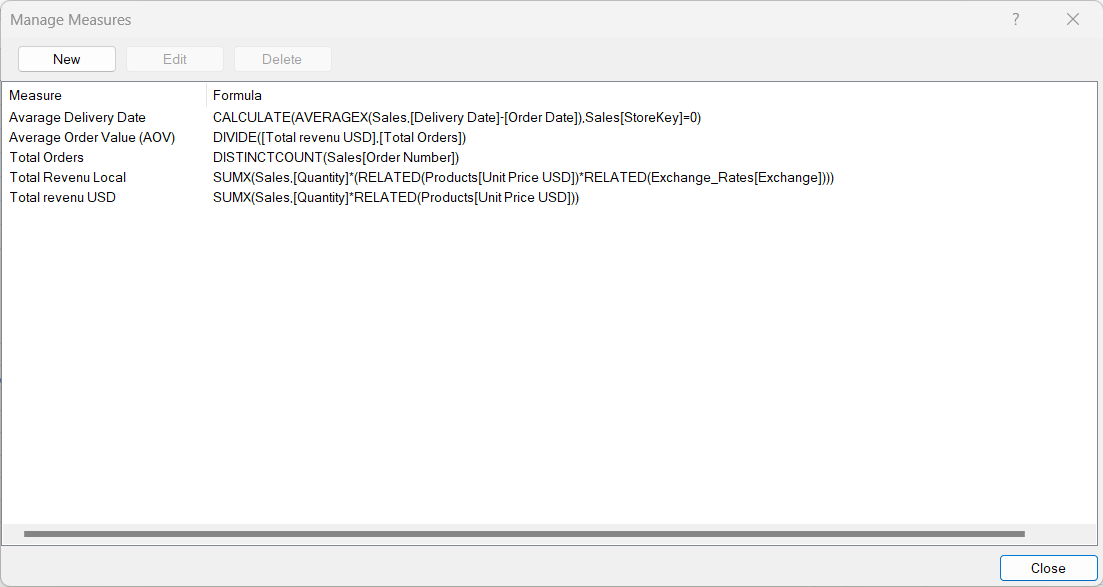 Manage Measures ?
New Edit Delete
Measure Formula
Avarage Delivery Date CALCULATE(AVERAGEX(Sales,[Delivery Date]-[Order Date]),Sales[StoreKey]=0)
Average Order Value (AOV) DIVIDE([Total revenu USD],[Total Orders])
Total Orders DISTINCTCOUNT(Sales[Order Number])
Total Revenu Local SUMX(Sales,[Quantity]*(RELATED(Products[Unit Price USD])*RELATED(Exchange_Rates[Exchange])))
Total revenu USD SUMX(Sales,[Quantity]*RELATED(Products[Unit Price USD]))
Close